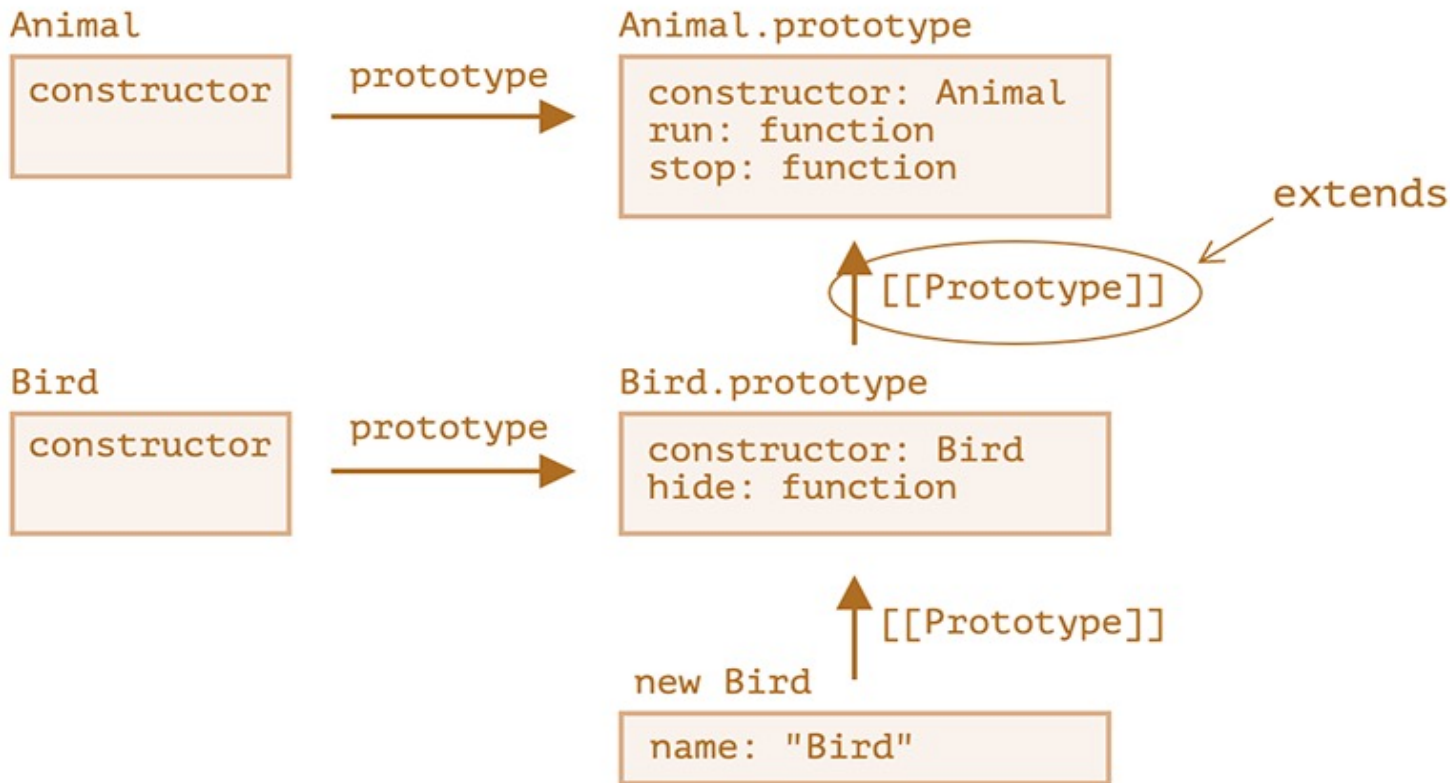 Animal
constructor
prototype
Animal.prototype
constructor: Animal
run: function
stop: function
extends
[[Prototype]]
Bird
constructor
prototype
Bird.prototype
constructor: Bird
hide: function
[[Prototype]]
new Bird
name: "Bird"